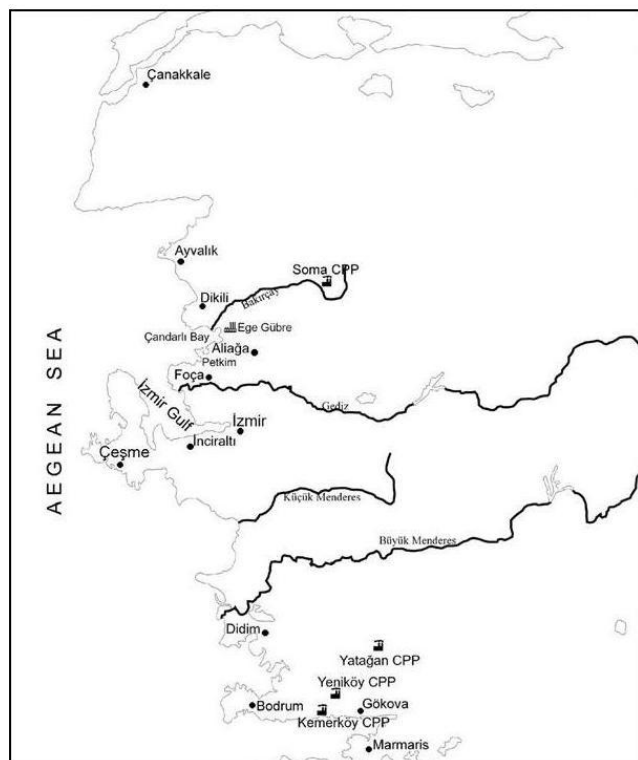 Çanakkale
Ayvalık
Soma CPP
Dikili
Bakırçay
Ege Gübre
Çandarlı Bay
Aliağa
Petkim
Foça
AEGEAN SEA
İzmir Gulf
Gediz
İzmir
İnciraltı
Çeşme
Küçük Menderes
Büyük Menderes
Didim
Yatağan CPP
Yeniköy CPP
Bodrum
Gökova
Kemerköy CPP
Marmaris